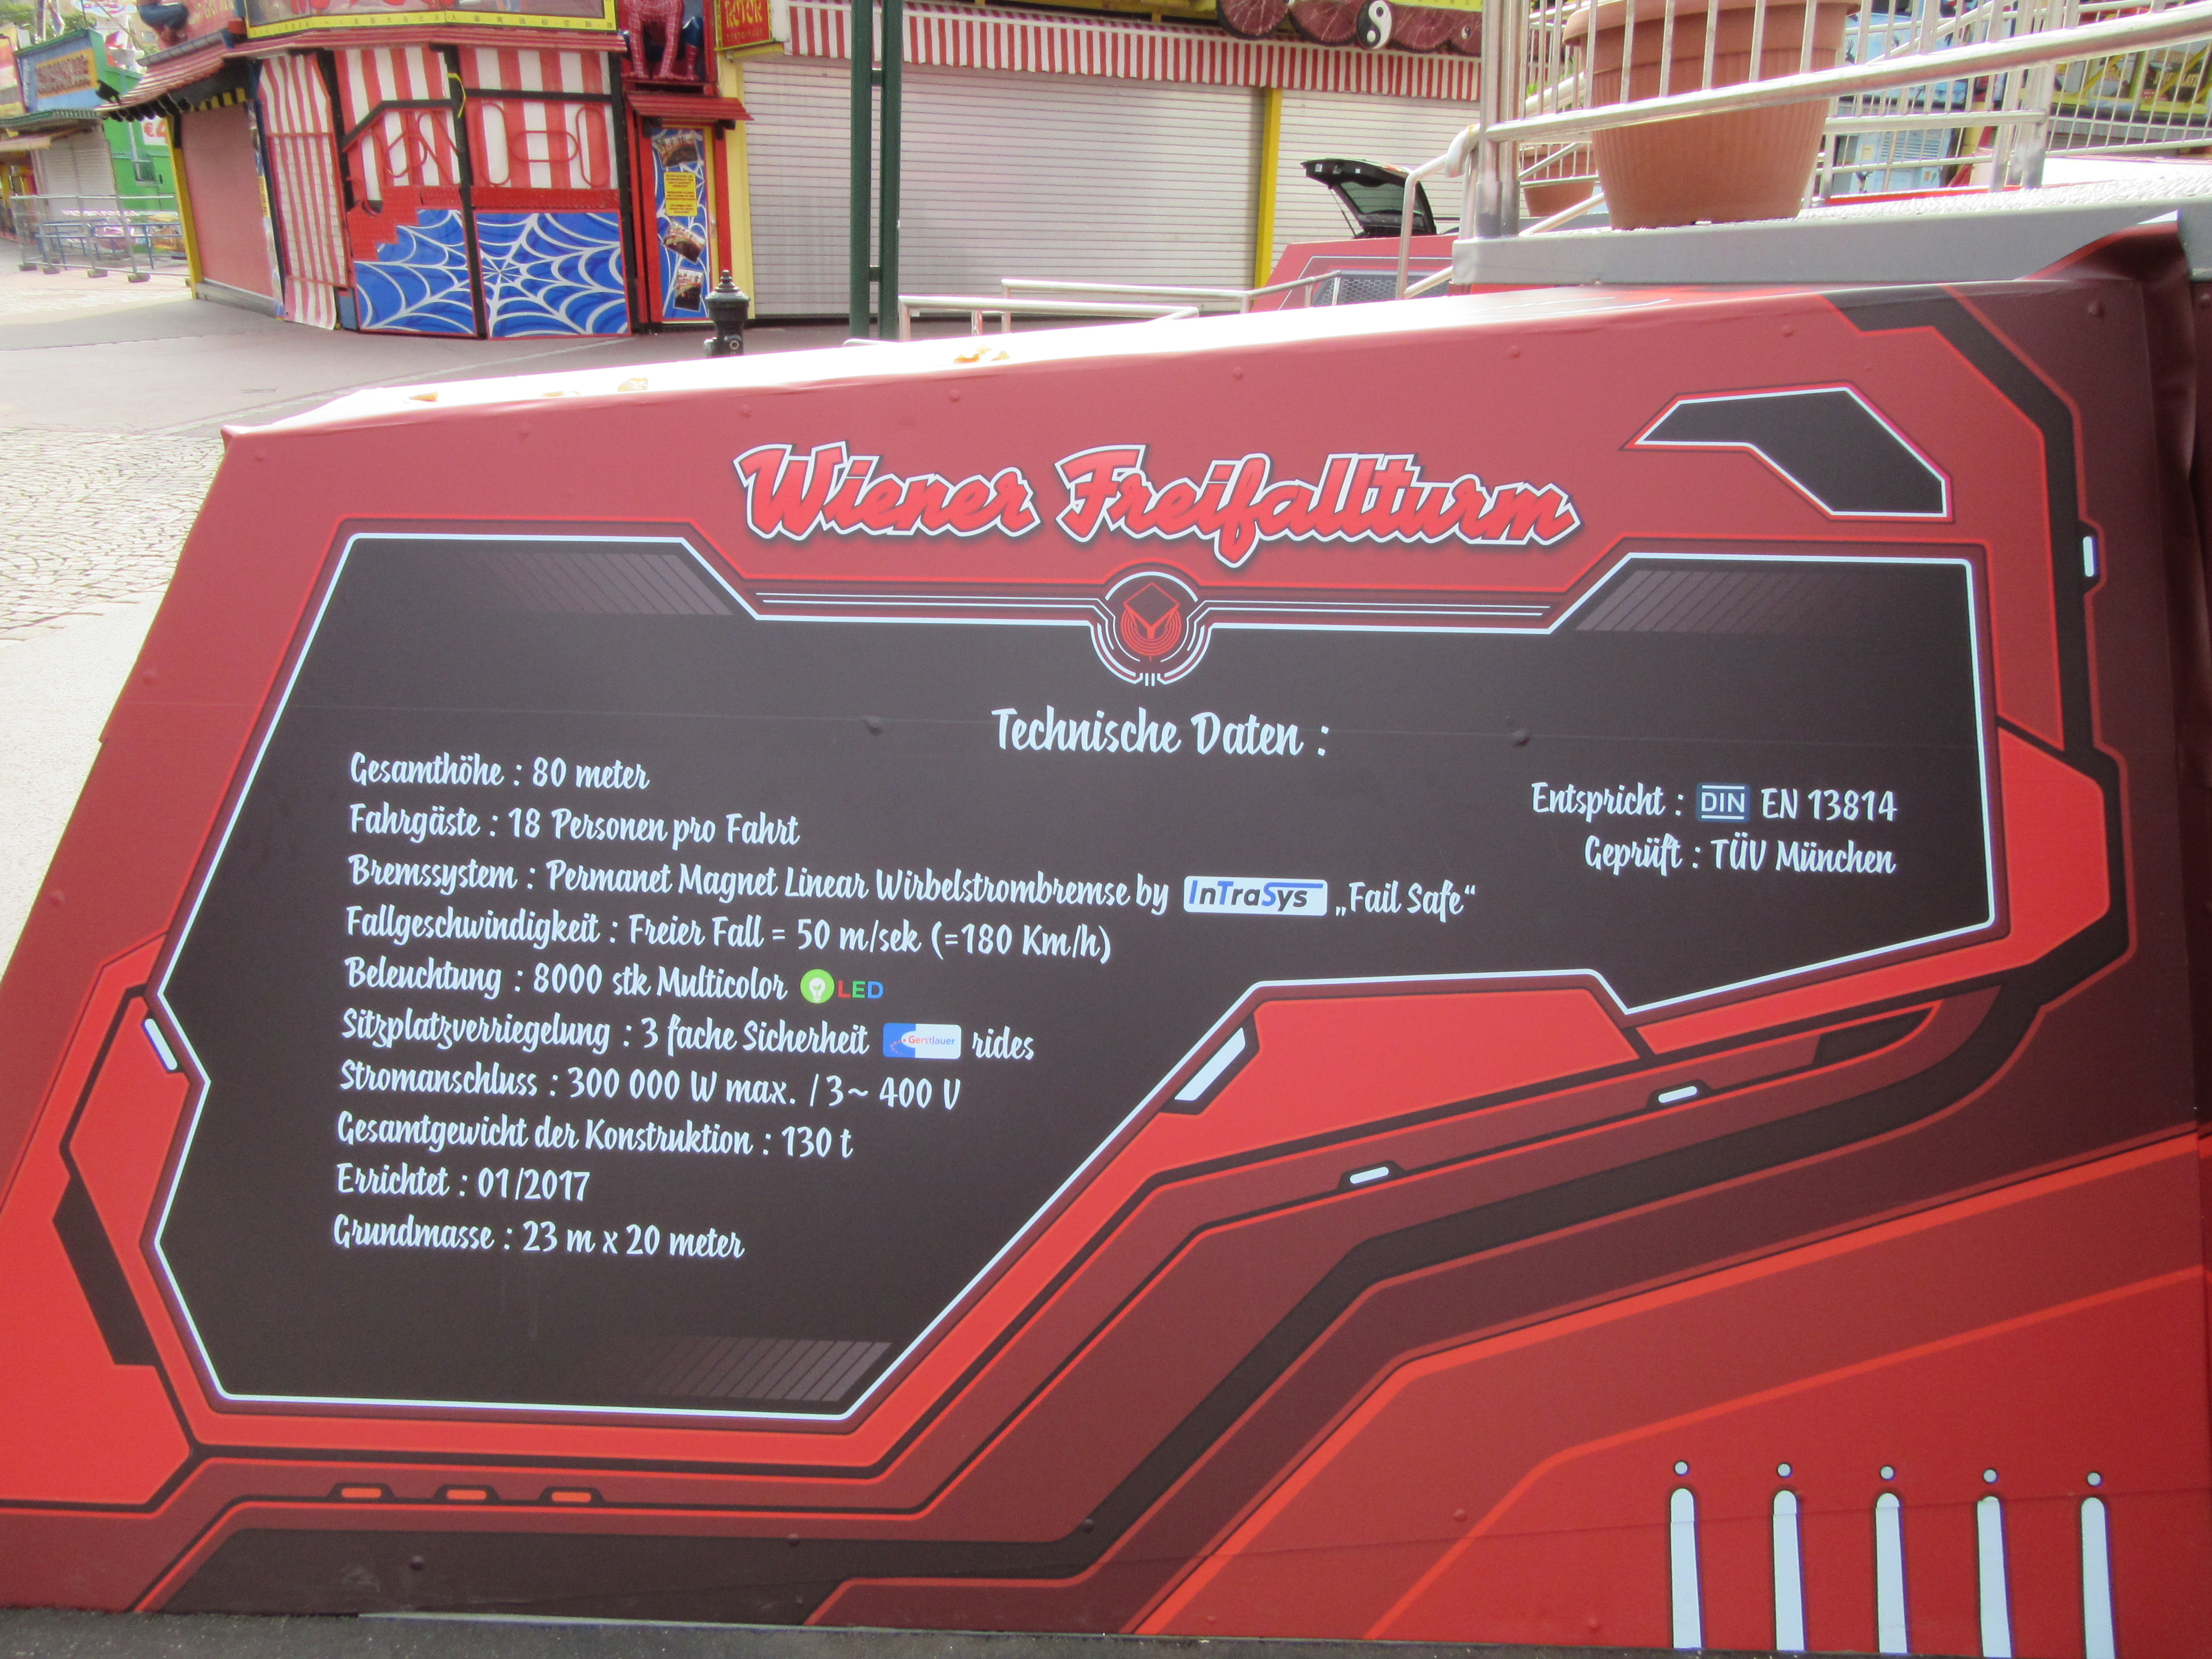 ROTOR
Wiener Freifallturm
Technische Daten :
Gesamthöhe : 80 meter
Fahrgäste : 18 Personen pro Fahrt
Bremssystem : Permanet Magnet Linear Wirbelstrombremse by InTraSys „Fail Safe“
Fallgeschwindigkeit : Freier Fall = 50 m/sek (=180 Km/h)
Beleuchtung : 8000 stk Multicolor LED
Sitzplatzverriegelung : 3 fache Sicherheit Gerstlauer rides
Stromanschluss : 300 000 W max. / 3~ 400 V
Gesamtgewicht der Konstruktion : 130 t
Errichtet : 01/2017
Grundmasse : 23 m x 20 meter
Entspricht : DIN EN 13814
Geprüft : TÜV München